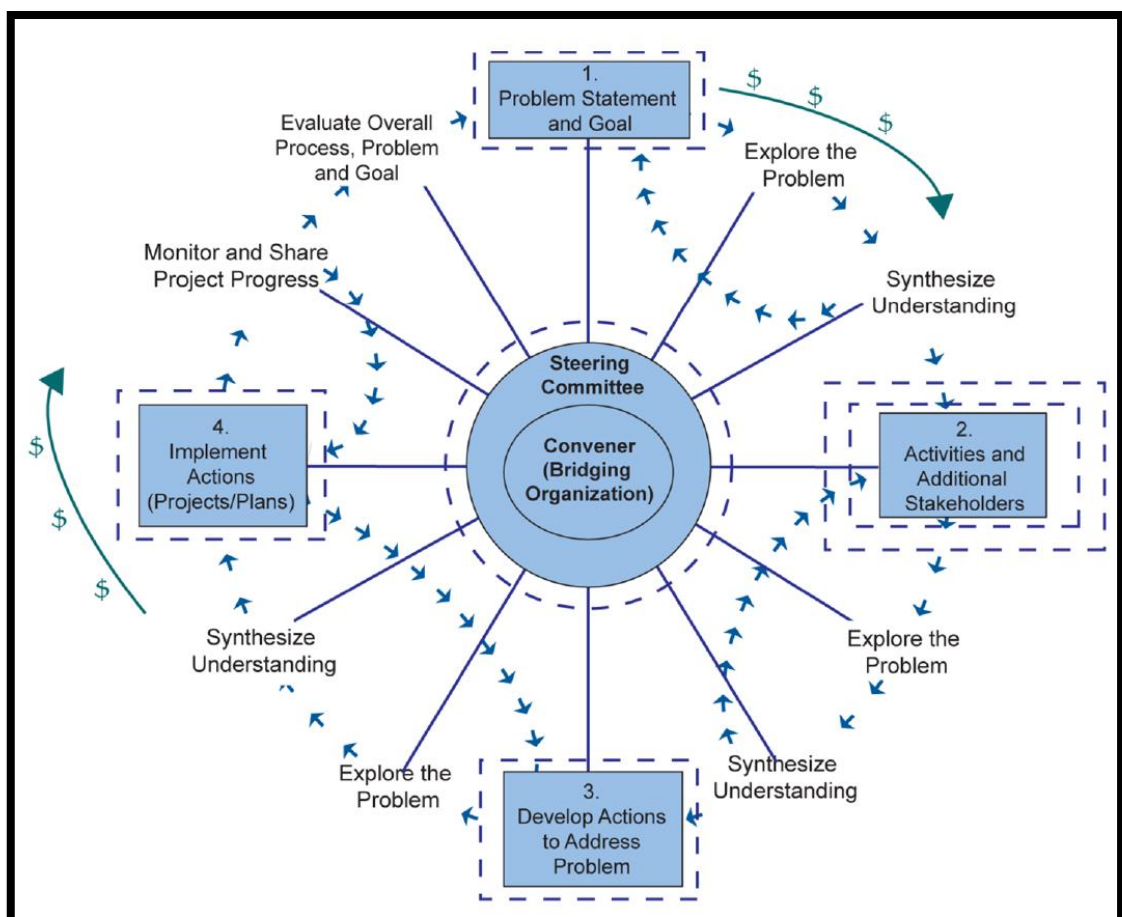 1.
Problem Statement
and Goal
$
$
$
Explore the
Problem
Synthesize
Understanding
2.
Activities and
Additional
Stakeholders
Explore the
Problem
Synthesize
Understanding
3.
Develop Actions
to Address
Problem
Explore the
Problem
Synthesize
Understanding
$
$
$
4.
Implement
Actions
(Projects/Plans)
Monitor and Share
Project Progress
Evaluate Overall
Process, Problem
and Goal
Steering
Committee
Convener
(Bridging
Organization)